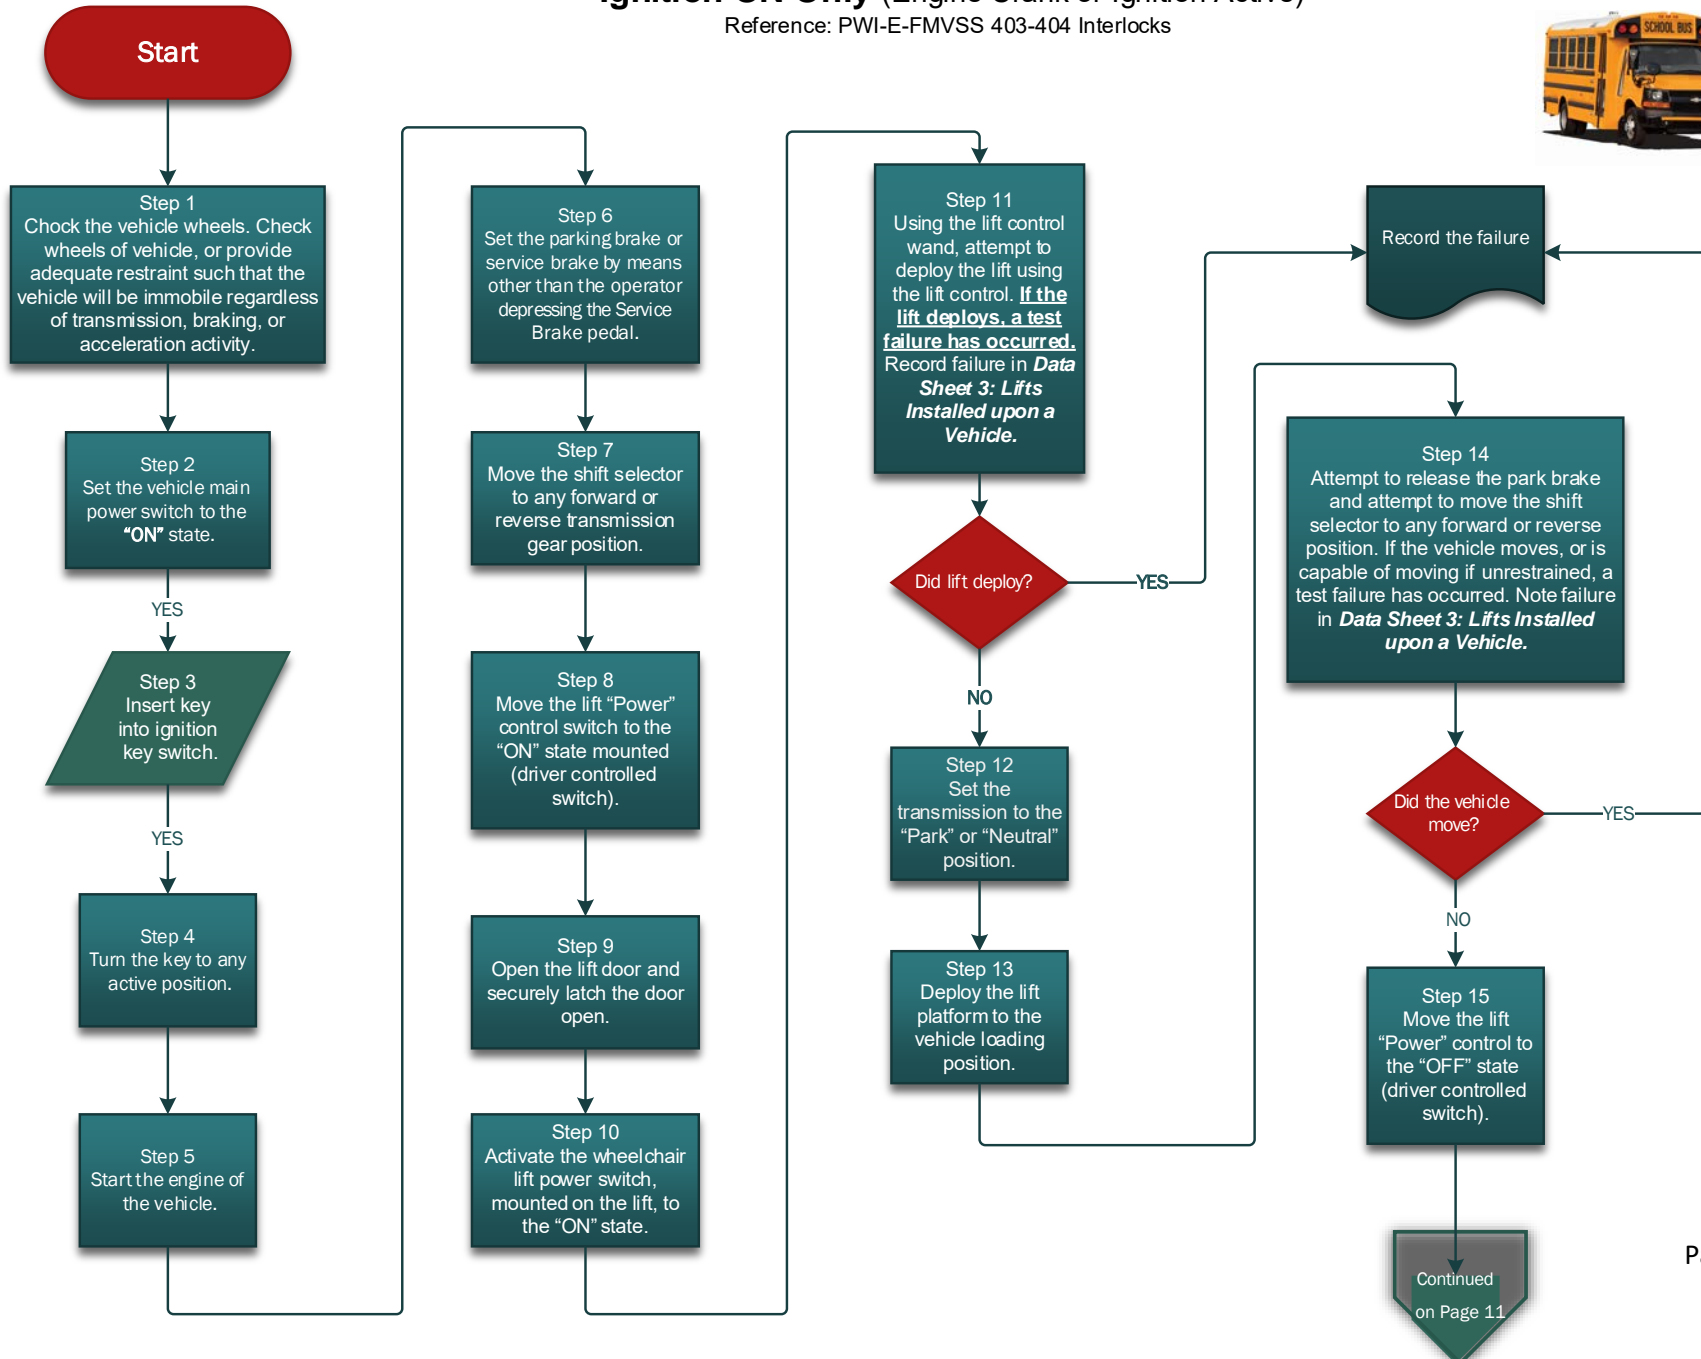 Ignition ON Only (Engine Crank or Ignition Active)
Reference: PWI-E-FMVSS 403-404 Interlocks
SCHOOL BUS
Start
Step 1
Chock the vehicle wheels. Check
wheels of vehicle, or provide
adequate restraint such that the
vehicle will be immobile regardless
of transmission, braking, or
acceleration activity.
Step 2
Set the vehicle main
power switch to the
“ON” state.
YES
Step 3
Insert key
into ignition
key switch.
YES
Step 4
Turn the key to any
active position.
Step 5
Start the engine of
the vehicle.
Step 6
Set the parking brake or
service brake by means
other than the operator
depressing the Service
Brake pedal.
Step 7
Move the shift selector
to any forward or
reverse transmission
gear position.
Step 8
Move the lift “Power”
control switch to the
“ON” state mounted
(driver controlled
switch).
Step 9
Open the lift door and
securely latch the door
open.
Step 10
Activate the wheelchair
lift power switch,
mounted on the lift, to
the “ON” state.
Step 11
Using the lift control
wand, attempt to
deploy the lift using
the lift control. If the
lift deploys, a test
failure has occurred.
Record failure in Data
Sheet 3: Lifts
Installed upon a
Vehicle.
Did lift deploy?
YES
NO
Record the failure
Step 12
Set the
transmission to the
“Park” or “Neutral”
position.
Step 13
Deploy the lift
platform to the
vehicle loading
position.
Step 14
Attempt to release the park brake
and attempt to move the shift
selector to any forward or reverse
position. If the vehicle moves, or is
capable of moving if unrestrained, a
test failure has occurred. Note failure
in Data Sheet 3: Lifts Installed
upon a Vehicle.
Did the vehicle
move?
YES
NO
Step 15
Move the lift
“Power” control to
the “OFF” state
(driver controlled
switch).
Continued
on Page 11